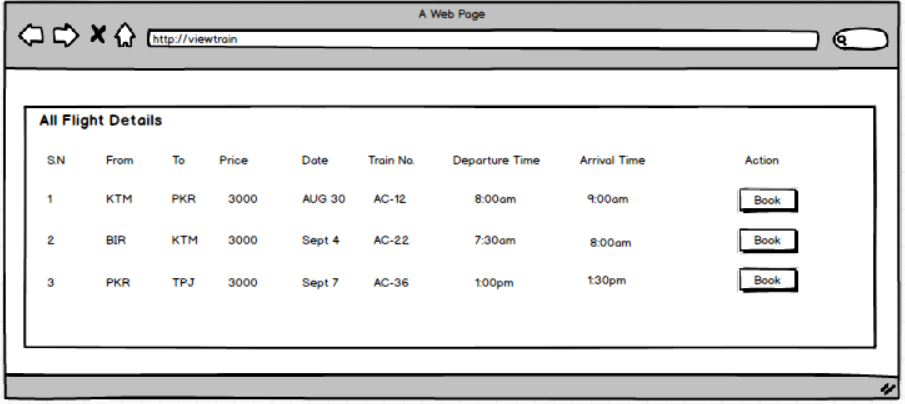 A Web Page
http://viewtrain
All Flight Details
S.N From To Price Date Train No. Departure Time Arrival Time Action
1 KTM PKR 3000 AUG 30 AC-12 8:00am 9:00am Book
2 BIR KTM 3000 Sept 4 AC-22 7:30am 8:00am Book
3 PKR TPJ 3000 Sept 7 AC-36 1:00pm 1:30pm Book